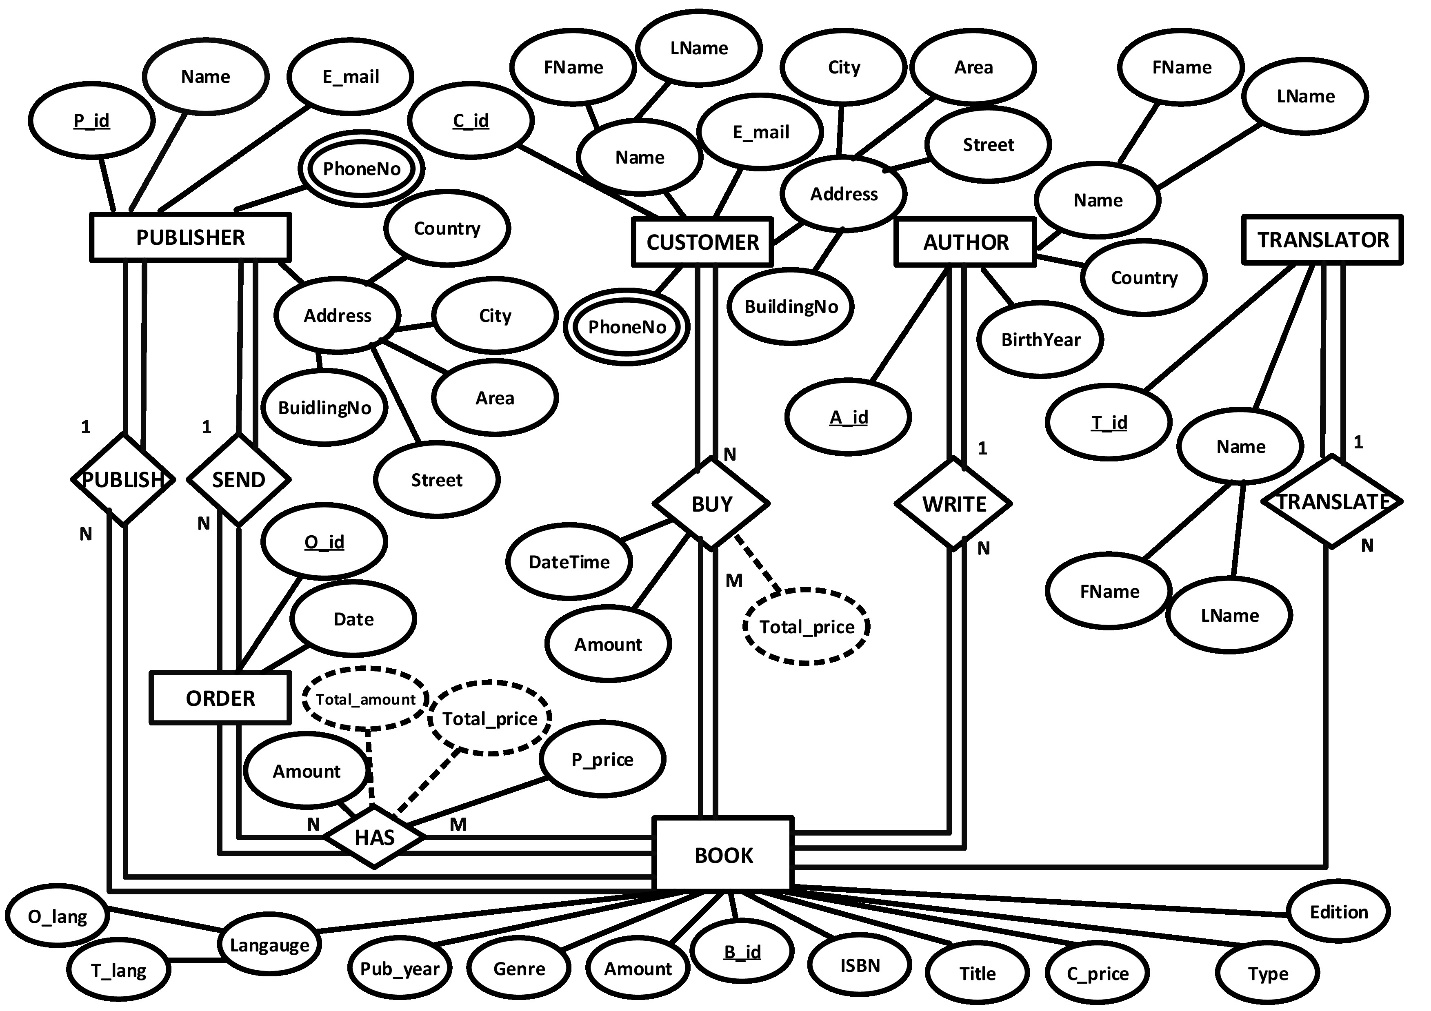 LName
FName
City
Area
FName
Name
E_mail
LName
P_id
C_id
E_mail
Street
Name
PhoneNo
Address
Name
Country
PUBLISHER
CUSTOMER
AUTHOR
TRANSLATOR
Country
BuildingNo
Address
City
PhoneNo
BirthYear
BuidlingNo
Area
A_id
T_id
1
1
Name
1
1
N
Street
PUBLISH
SEND
BUY
WRITE
TRANSLATE
N
N
O_id
N
N
DateTime
M
FName
Date
Total_price
LName
Amount
ORDER
Total_amount
Total_price
P_price
Amount
N
M
HAS
BOOK
O_lang
Edition
Langauge
B_id
T_lang
Pub_year
Genre
Amount
ISBN
Title
C_price
Type